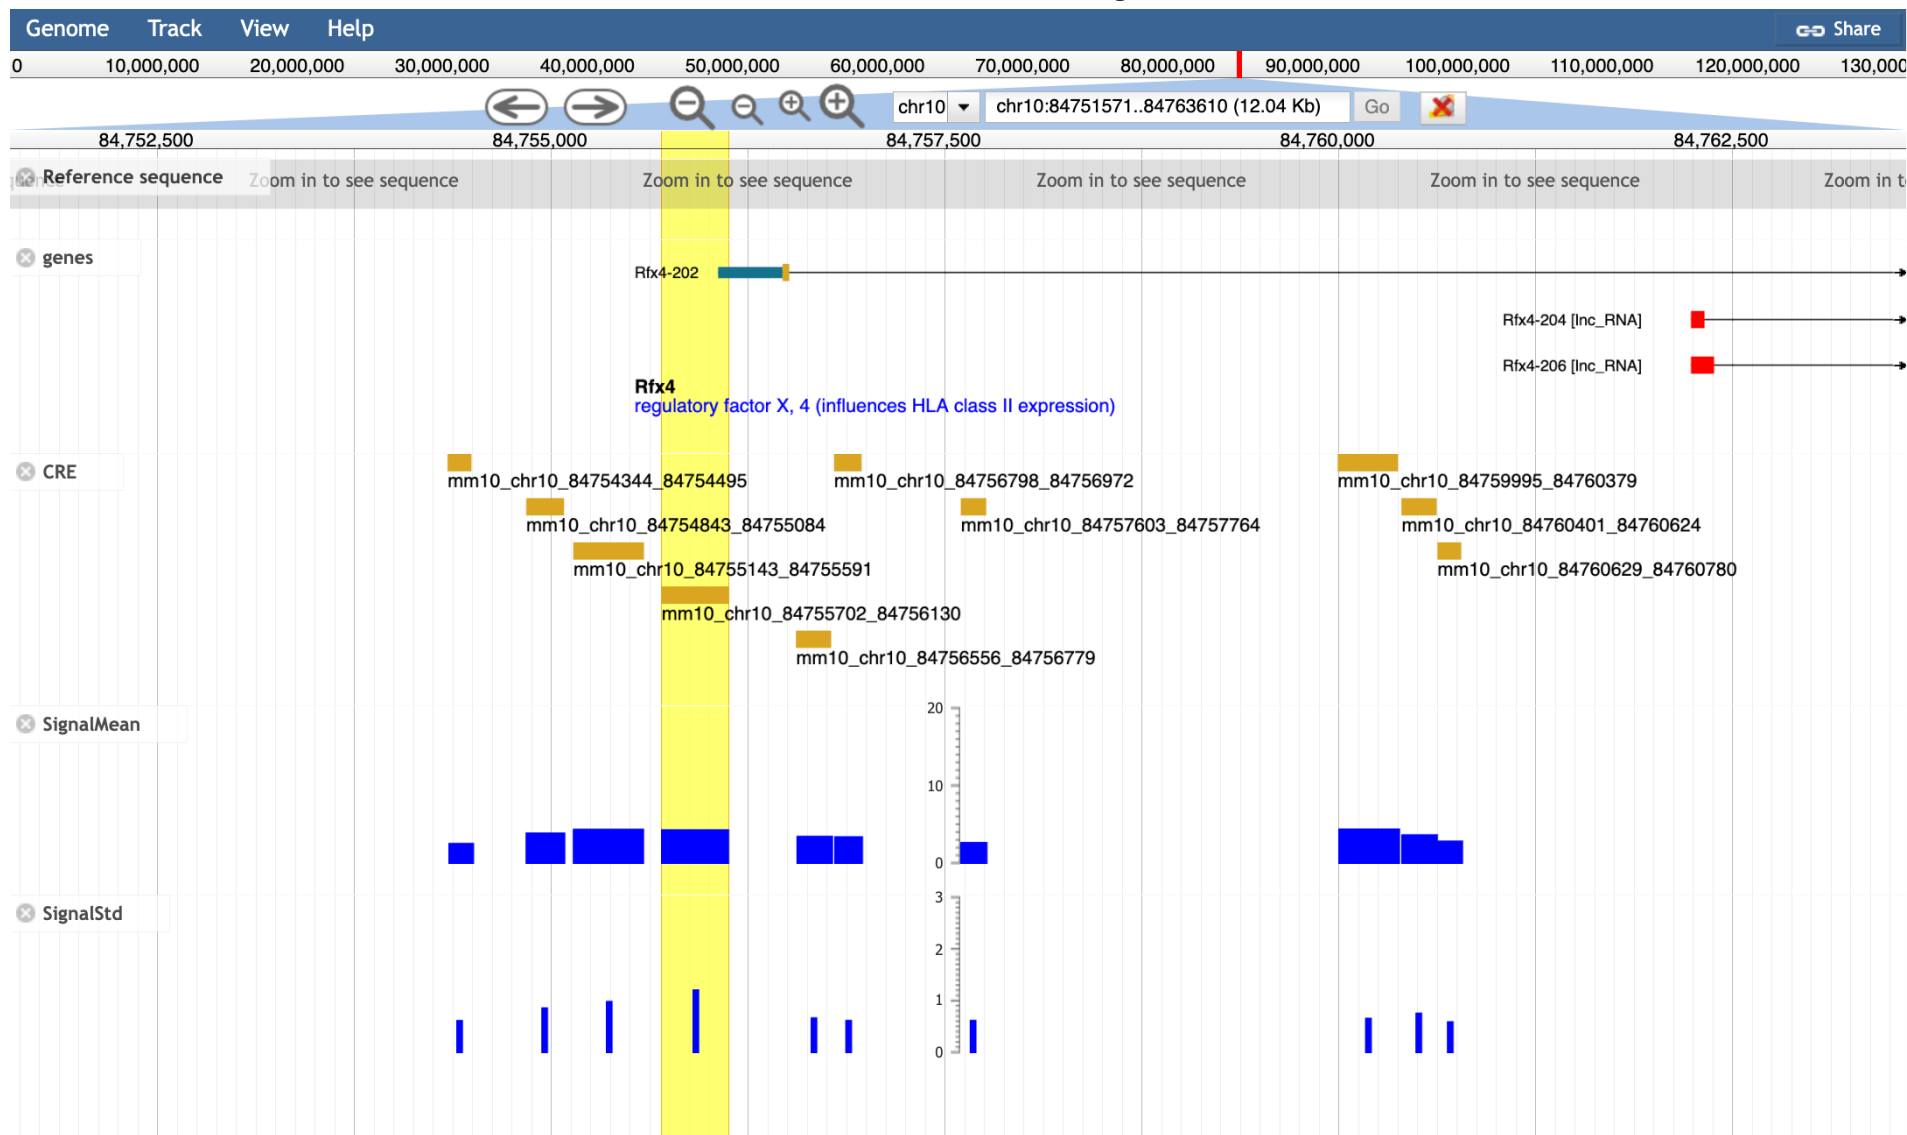 Genome Track View Help Share
0 10,000,000 20,000,000 30,000,000 40,000,000 50,000,000 60,000,000 70,000,000 80,000,000 90,000,000 100,000,000 110,000,000 120,000,000 130,000
chr10 chr10:84751571..84763610 (12.04 Kb) Go
84,752,500 84,755,000 84,757,500 84,760,000 84,762,500
Reference sequence Zoom in to see sequence Zoom in to see sequence Zoom in to see sequence Zoom in to see sequence Zoom in t
genes
Rfx4-202
Rfx4-204 [lnc_RNA]
Rfx4-206 [lnc_RNA]
Rfx4
regulatory factor X, 4 (influences HLA class II expression)
CRE
mm10_chr10_84754344_84754495 mm10_chr10_84756798_84756972 mm10_chr10_84759995_84760379
mm10_chr10_84754843_84755084 mm10_chr10_84757603_84757764 mm10_chr10_84760401_84760624
mm10_chr10_84755143_84755591 mm10_chr10_84760629_84760780
mm10_chr10_84755702_84756130
mm10_chr10_84756556_84756779
SignalMean
20
10
0
SignalStd
3
2
1
0